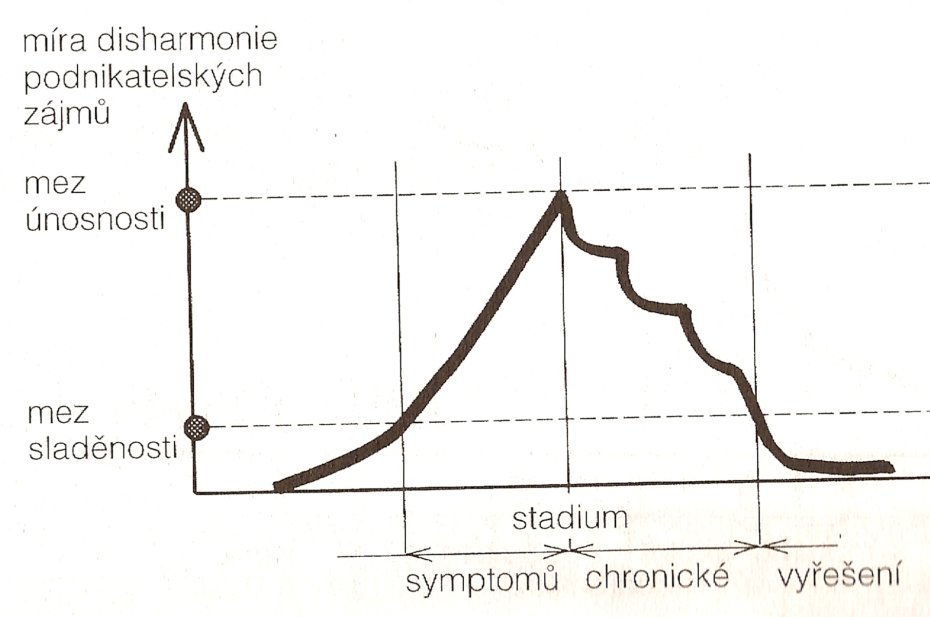 míra disharmonie
podnikatelských
zájmů
mez
únosnosti
mez
sladěnosti
stadium
symptomů chronické vyřešení